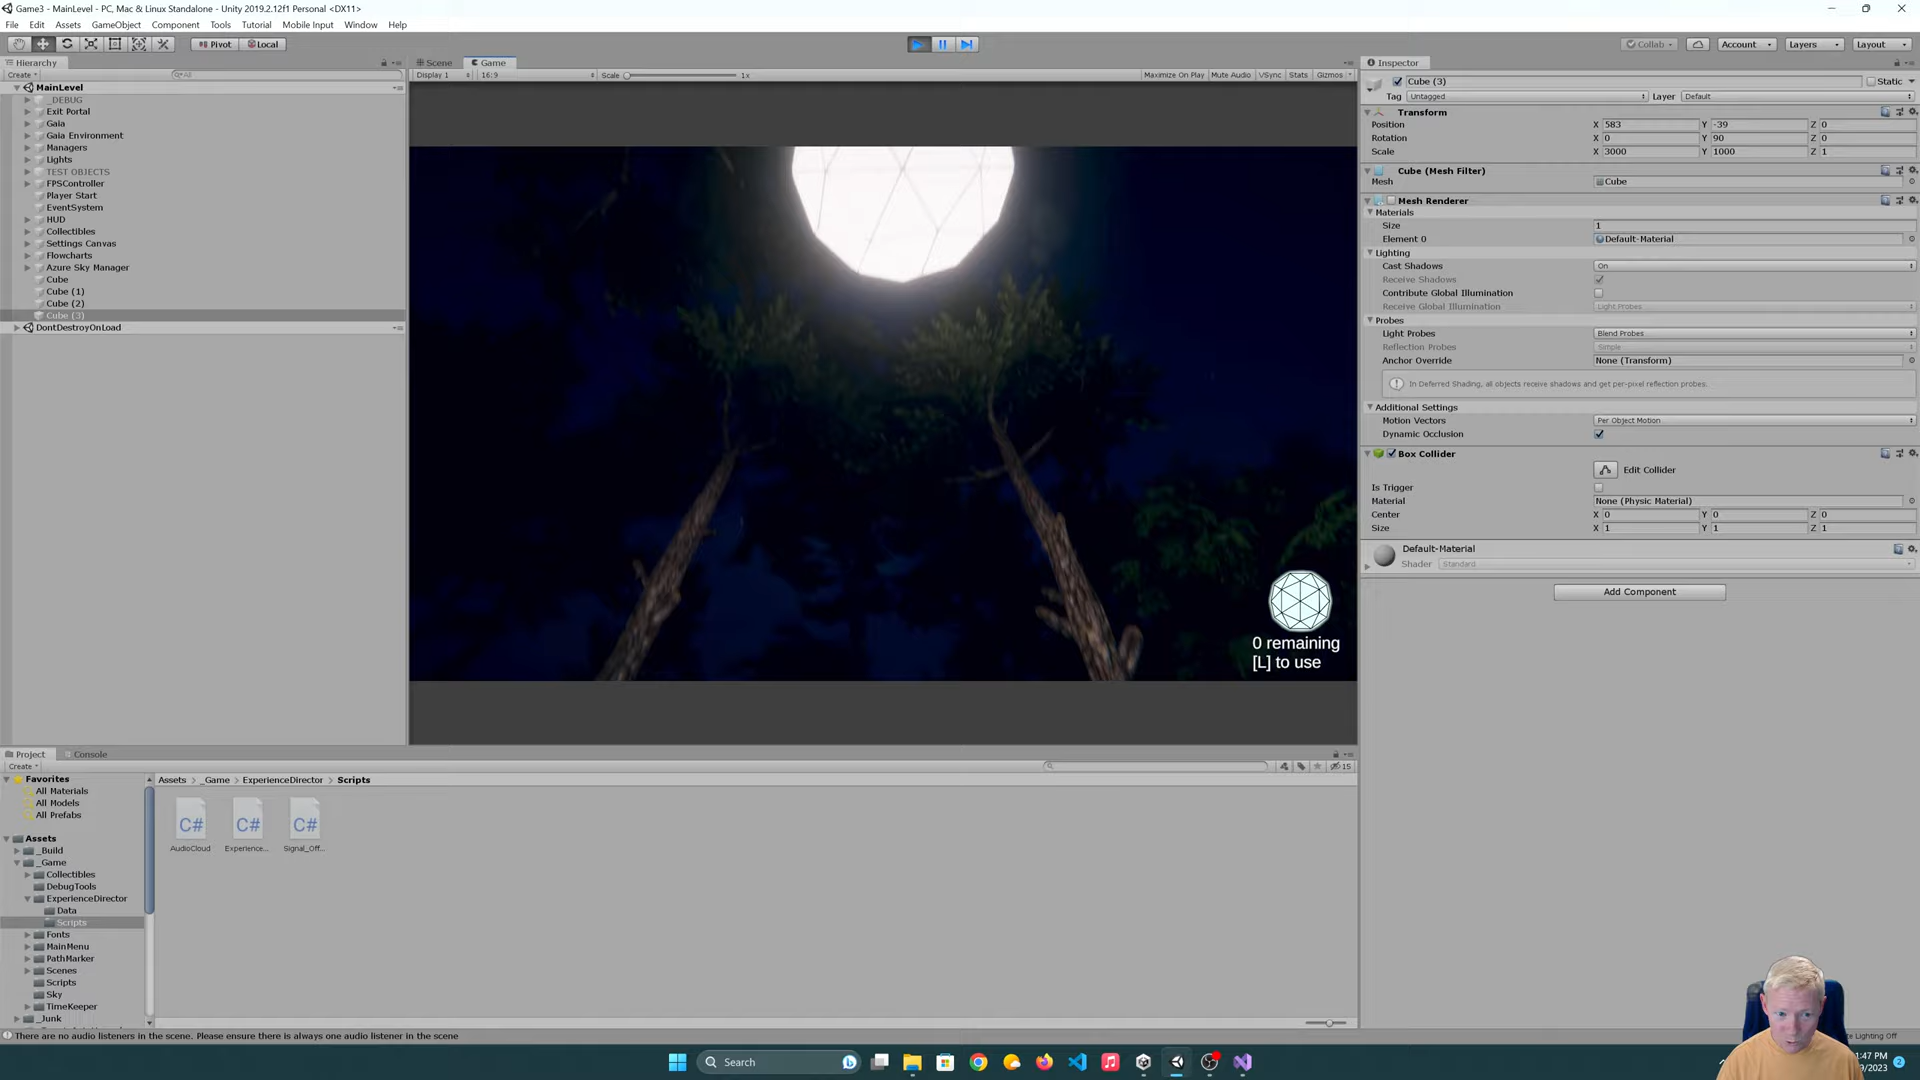 Game3 - MainLevel - PC, Mac & Linux Standalone - Unity 2019.2.12f1 Personal <DX11>
File Edit Assets GameObject Component Tools Tutorial Mobile Input Window Help
Pivot Local Collab Account Layers Layout
Hierarchy
Create All
MainLevel
_DEBUG
Exit Portal
Gaia
Gaia Environment
Managers
Lights
TEST OBJECTS
FPSController
Player Start
EventSystem
HUD
Collectibles
Settings Canvas
Flowcharts
Azure Sky Manager
Cube
Cube (1)
Cube (2)
Cube (3)
DontDestroyOnLoad
Scene Game
Display 1 16:9 Scale 1x Maximize On Play Mute Audio VSync Stats Gizmos
0 remaining
[L] to use
Inspector
Cube (3) Static
Tag Untagged Layer Default
Transform
Position X 583 Y -39 Z 0
Rotation X 0 Y 90 Z 0
Scale X 3000 Y 1000 Z 1
Cube (Mesh Filter)
Mesh Cube
Mesh Renderer
Materials
Size 1
Element 0 Default-Material
Lighting
Cast Shadows On
Receive Shadows
Contribute Global Illumination
Receive Global Illumination Light Probes
Probes
Light Probes Blend Probes
Reflection Probes Simple
Anchor Override None (Transform)
In Deferred Shading, all objects receive shadows and get per-pixel reflection probes.
Additional Settings
Motion Vectors Per Object Motion
Dynamic Occlusion
Box Collider
Edit Collider
Is Trigger
Material None (Physic Material)
Center X 0 Y 0 Z 0
Size X 1 Y 1 Z 1
Default-Material
Shader Standard
Add Component
Project Console
Create 15
Favorites
All Materials
All Models
All Prefabs
Assets
_Build
_Game
Collectibles
DebugTools
ExperienceDirector
Data
Scripts
Fonts
MainMenu
PathMarker
Scenes
Scripts
Sky
TimeKeeper
_Junk
Assets > _Game > ExperienceDirector > Scripts
C# C# C#
AudioCloud Experience... Signal_Off...
There are no audio listeners in the scene. Please ensure there is always one audio listener in the scene
Lighting Off
Search
1:47 PM
/2023
2